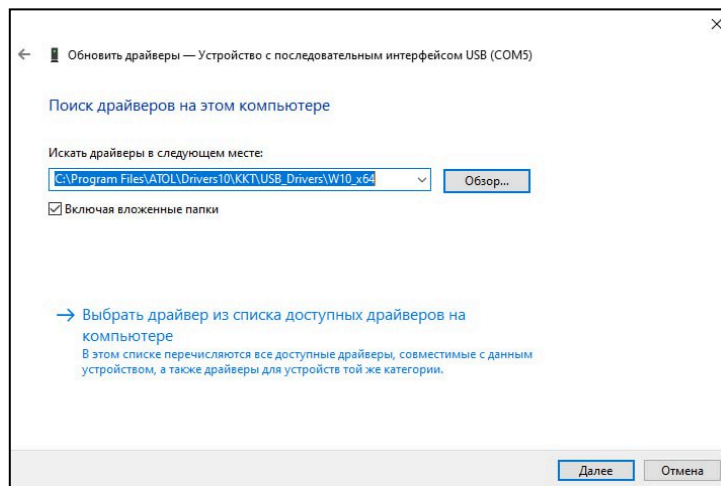 Обновить драйверы — Устройство с последовательным интерфейсом USB (COM5)
Поиск драйверов на этом компьютере
Искать драйверы в следующем месте:
C:\Program Files\ATOL\Drivers10\KKT\USB_Drivers\W10_x64
Обзор...
Включая вложенные папки
Выбрать драйвер из списка доступных драйверов на
компьютере
В этом списке перечисляются все доступные драйверы, совместимые с данным
устройством, а также драйверы для устройств той же категории.
Далее
Отмена